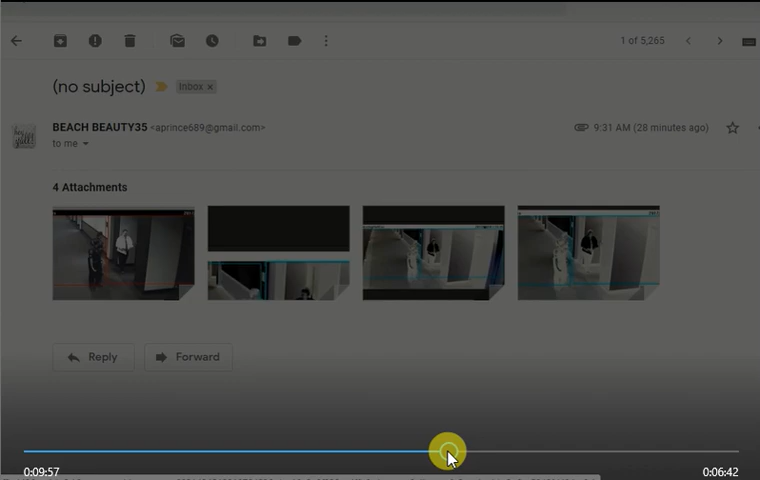 1 of 5,265
(no subject)
Inbox x
BEACH BEAUTY35 <aprince689@gmail.com>
9:31 AM (28 minutes ago)
to me
4 Attachments
Reply
Forward
0:09:57
0:06:42